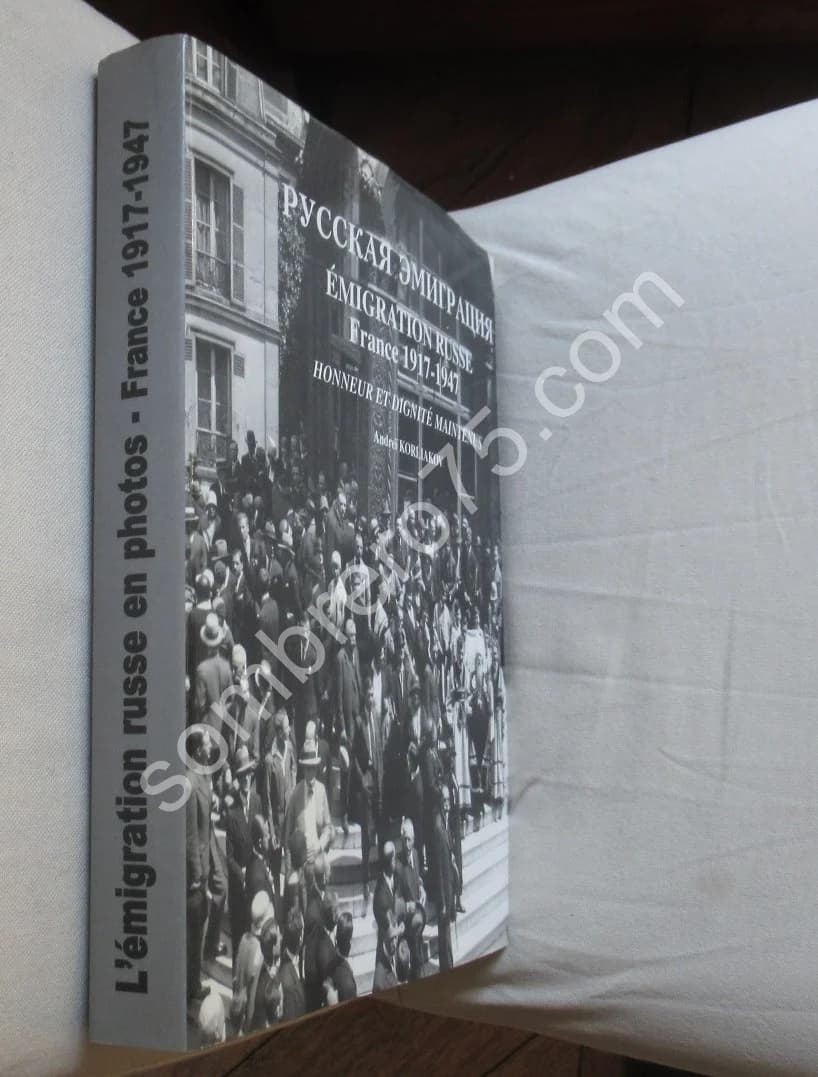 L'émigration russe en photos - France 1917-1947
РУССКАЯ ЭМИГРАЦИЯ
ÉMIGRATION RUSSE
France 1917-1947
HONNEUR ET DIGNITÉ MAINTENUS
Andreï KORLIAKOV
sombrero75.com